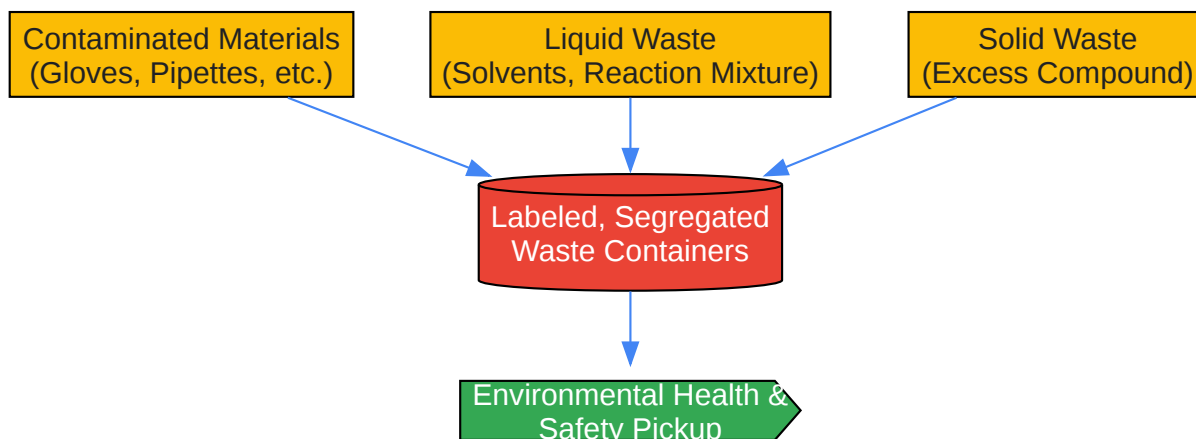 Contaminated Materials
(Gloves, Pipettes, etc.)
Liquid Waste
(Solvents, Reaction Mixture)
Solid Waste
(Excess Compound)
Labeled, Segregated
Waste Containers
Environmental Health &
Safety Pickup